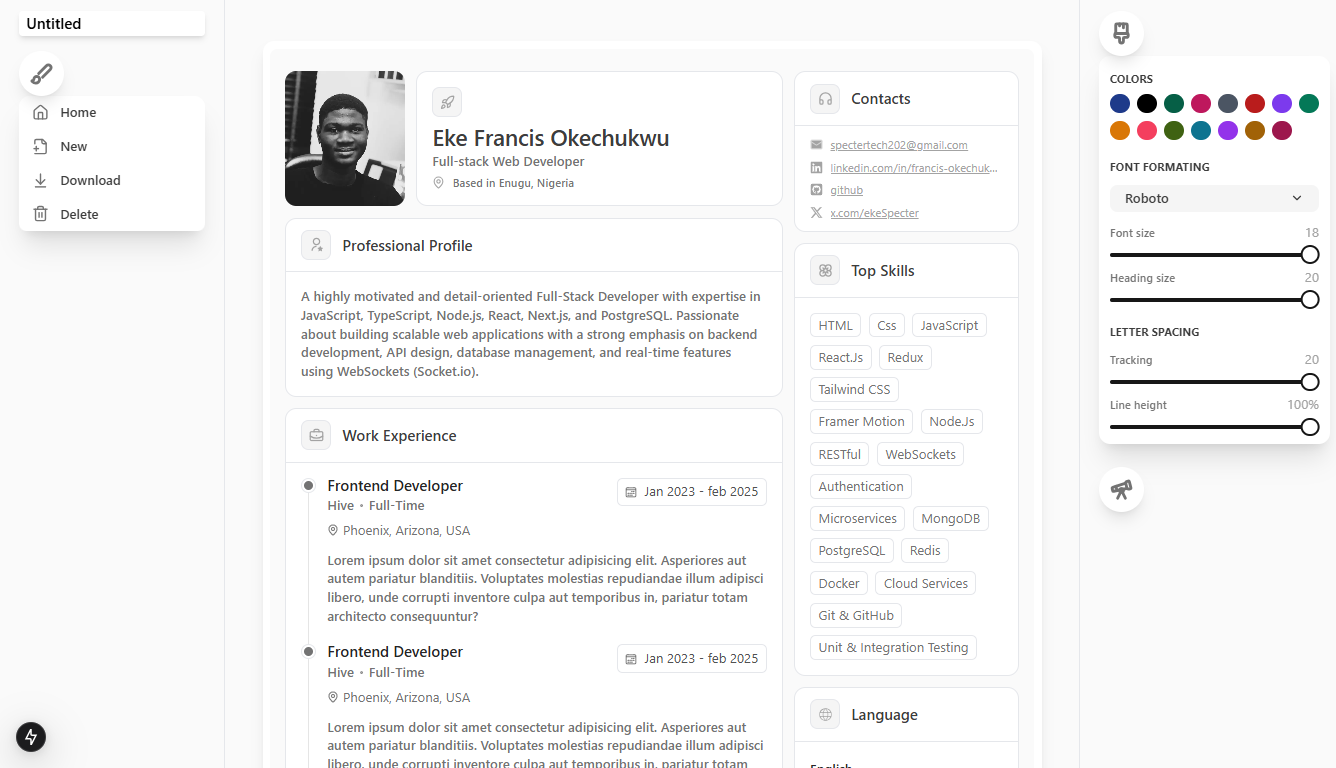 Untitled
Home
New
Download
Delete
Eke Francis Okechukwu
Full-stack Web Developer
Based in Enugu, Nigeria
Professional Profile
A highly motivated and detail-oriented Full-Stack Developer with expertise in
JavaScript, TypeScript, Node.js, React, Next.js, and PostgreSQL. Passionate
about building scalable web applications with a strong emphasis on backend
development, API design, database management, and real-time features
using WebSockets (Socket.io).
Work Experience
Frontend Developer
Jan 2023 - feb 2025
Hive • Full-Time
Phoenix, Arizona, USA
Lorem ipsum dolor sit amet consectetur adipisicing elit. Asperiores aut
autem pariatur blanditiis. Voluptates molestias repudiandae illum adipisci
libero, unde corrupti inventore culpa aut temporibus in, pariatur totam
architecto consequuntur?
Frontend Developer
Jan 2023 - feb 2025
Hive • Full-Time
Phoenix, Arizona, USA
Lorem ipsum dolor sit amet consectetur adipisicing elit. Asperiores aut
autem pariatur blanditiis. Voluptates molestias repudiandae illum adipisci
libero, unde corrupti inventore culpa aut temporibus in, pariatur totam
Contacts
spectertech202@gmail.com
linkedin.com/in/francis-okechuk...
github
x.com/ekeSpecter
Top Skills
HTML Css JavaScript
React.Js Redux
Tailwind CSS
Framer Motion Node.Js
RESTful WebSockets
Authentication
Microservices MongoDB
PostgreSQL Redis
Docker Cloud Services
Git & GitHub
Unit & Integration Testing
Language
English
COLORS
FONT FORMATING
Roboto
Font size 18
Heading size 20
LETTER SPACING
Tracking 20
Line height 100%